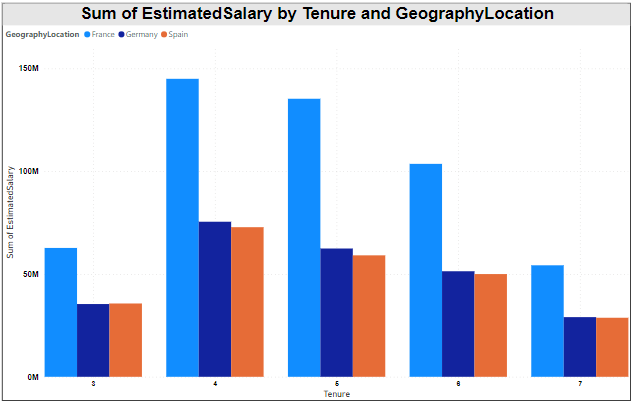 Sum of EstimatedSalary by Tenure and GeographyLocation
GeographyLocation France Germany Spain
150M
100M
50M
0M
Sum of EstimatedSalary
3 4 5 6 7
Tenure